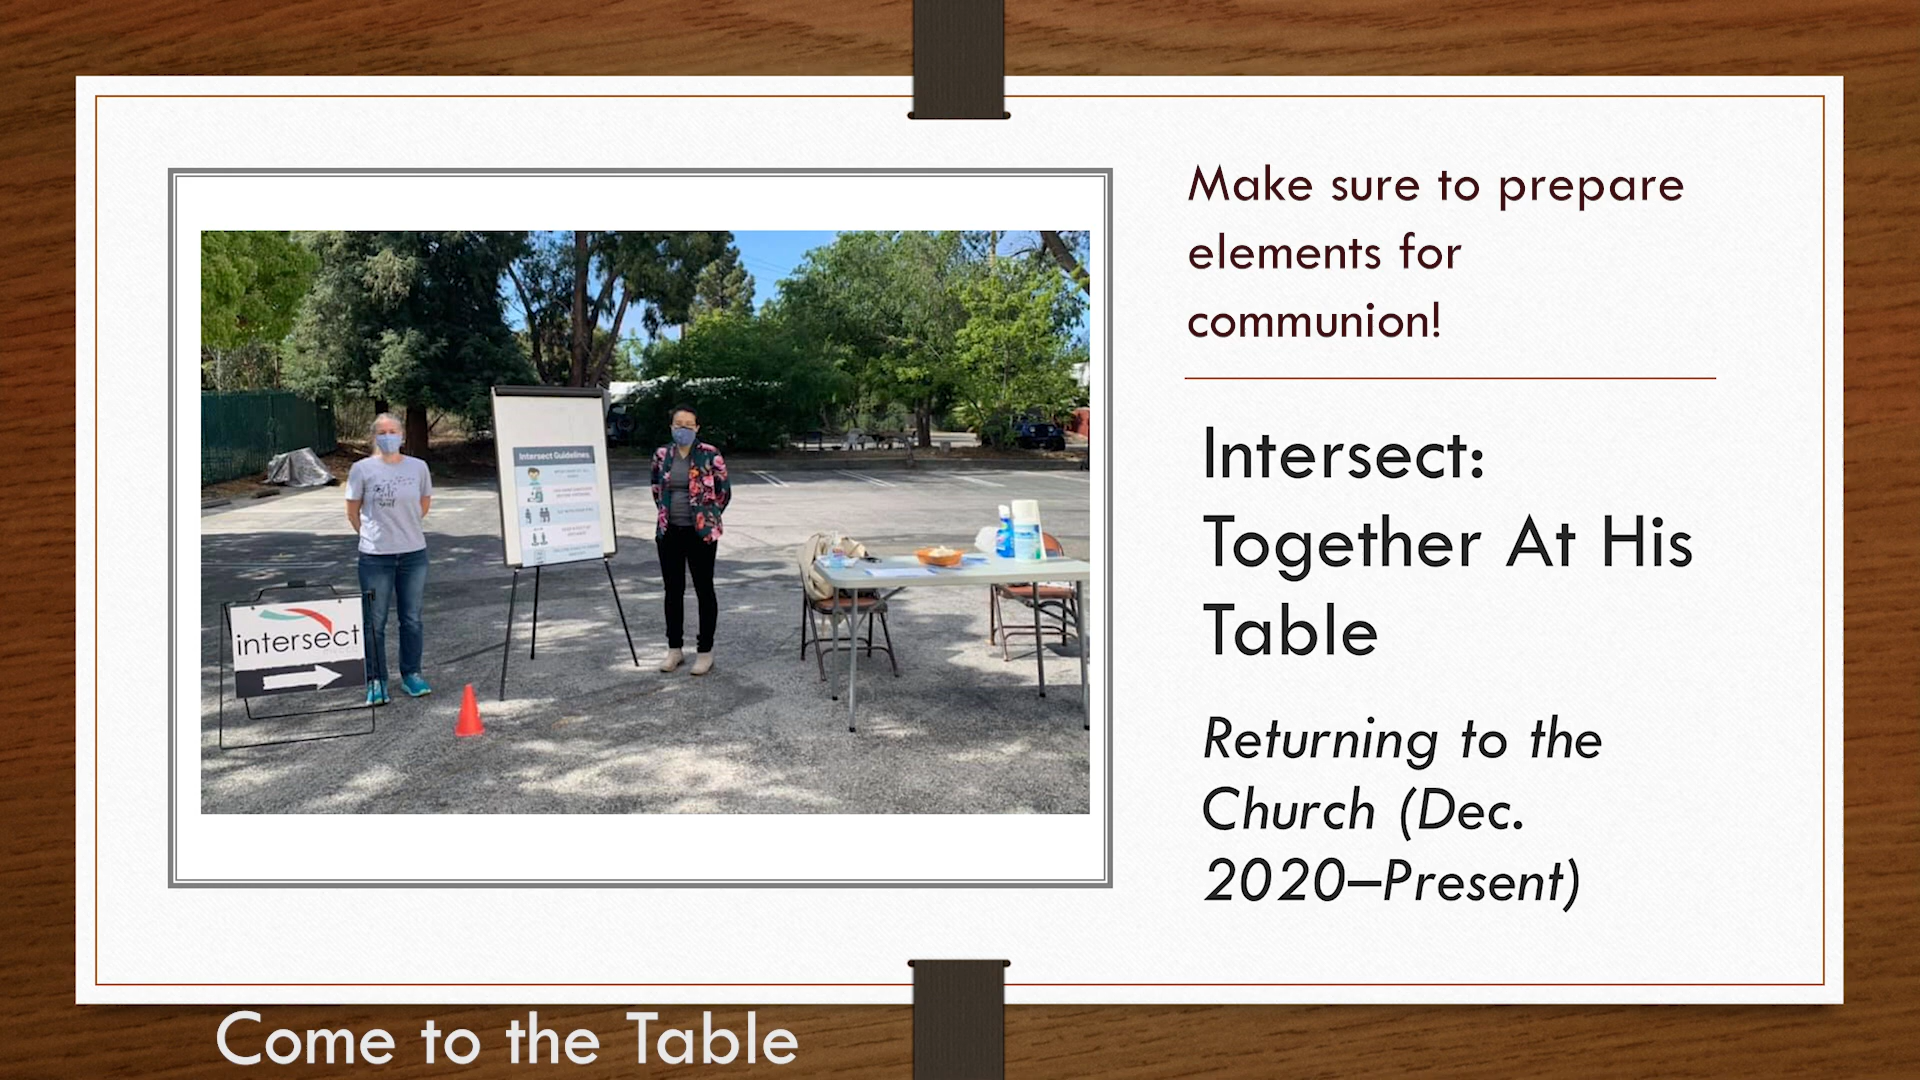 Make sure to prepare
elements for
communion!
Intersect:
Together At His
Table
Returning to the
Church (Dec.
2020–Present)
Intersect Guidelines
intersect
Come to the Table